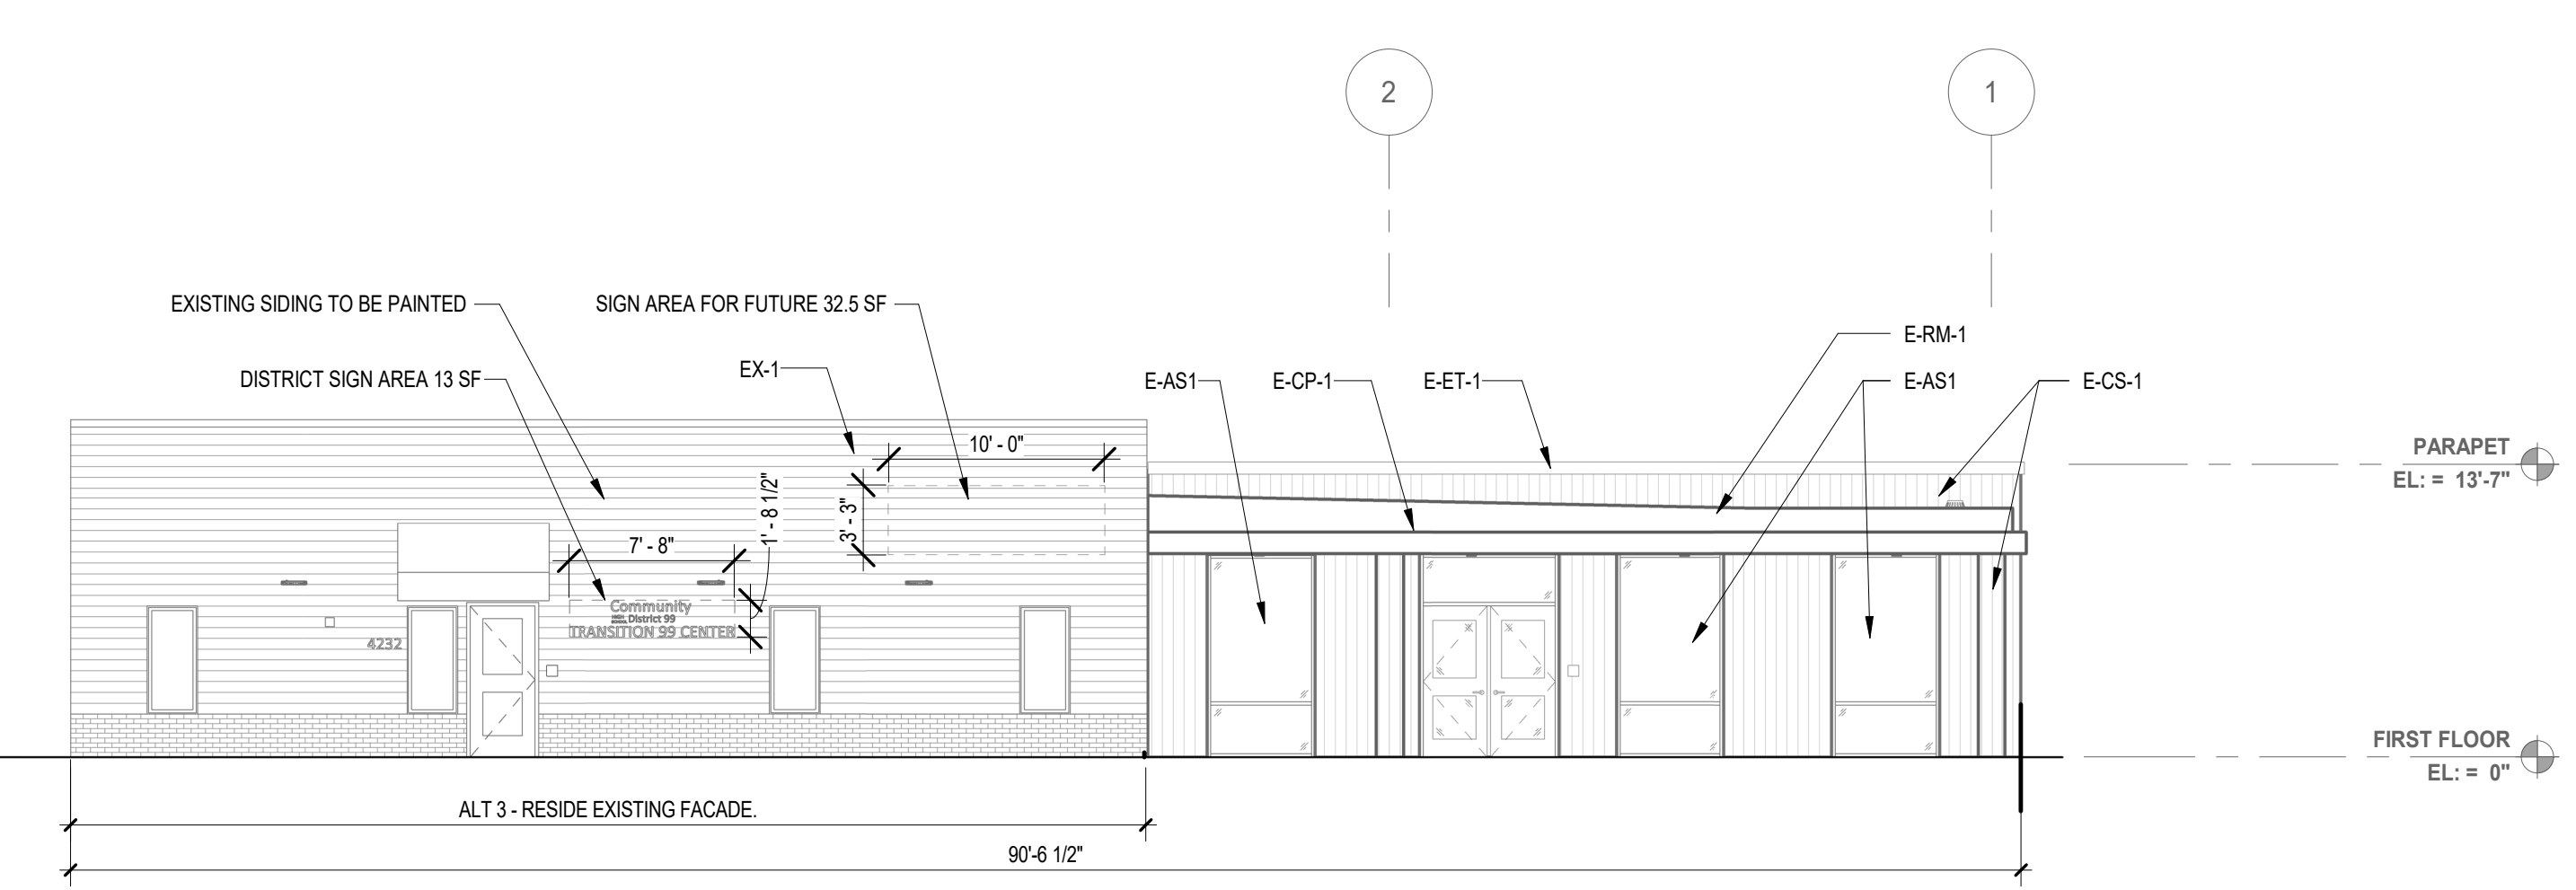 2
1
EXISTING SIDING TO BE PAINTED
SIGN AREA FOR FUTURE 32.5 SF
E-RM-1
DISTRICT SIGN AREA 13 SF
EX-1
E-AS1
E-CP-1
E-ET-1
E-AS1
E-CS-1
10' - 0"
PARAPET
EL: = 13'-7"
1' - 8 1/2"
3' - 3"
7' - 8"
Community
HIGH SCHOOL District 99
TRANSITION 99 CENTER
4232
FIRST FLOOR
EL: = 0"
ALT 3 - RESIDE EXISTING FACADE.
90'-6 1/2"